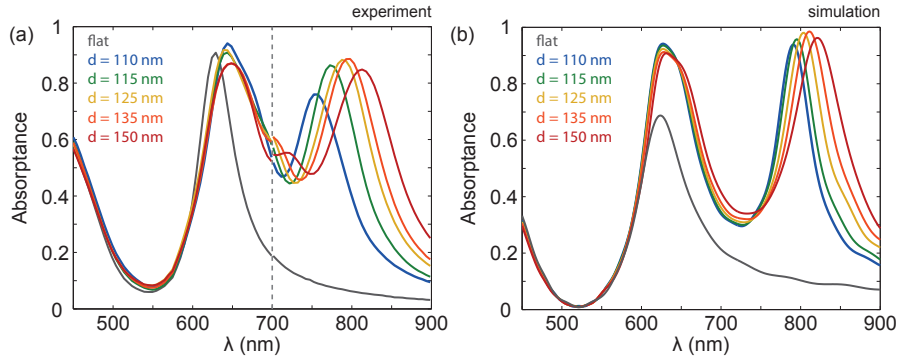 experiment
(a)
flat
d = 110 nm
d = 115 nm
d = 125 nm
d = 135 nm
d = 150 nm
Absorptance
1
0.8
0.6
0.4
0.2
0
500 600 700 800 900
λ (nm)
simulation
(b)
flat
d = 110 nm
d = 115 nm
d = 125 nm
d = 135 nm
d = 150 nm
Absorptance
1
0.8
0.6
0.4
0.2
0
500 600 700 800 900
λ (nm)